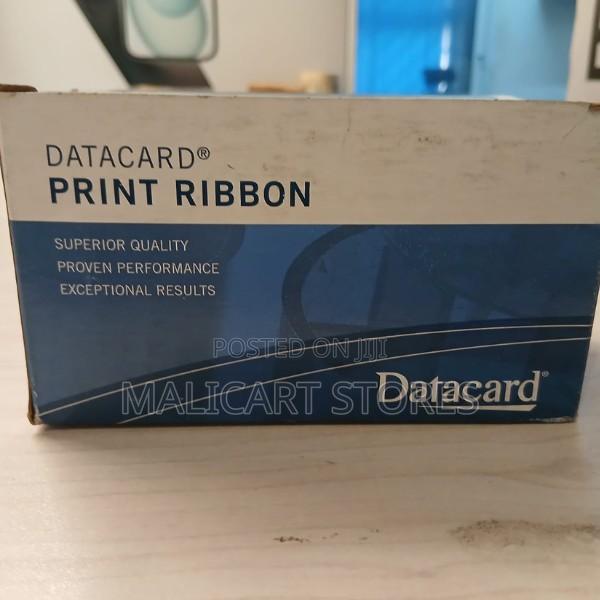 DATACARD®
PRINT RIBBON
SUPERIOR QUALITY
PROVEN PERFORMANCE
EXCEPTIONAL RESULTS
POSTED ON JIJI
MALICART STORES
Datacard®